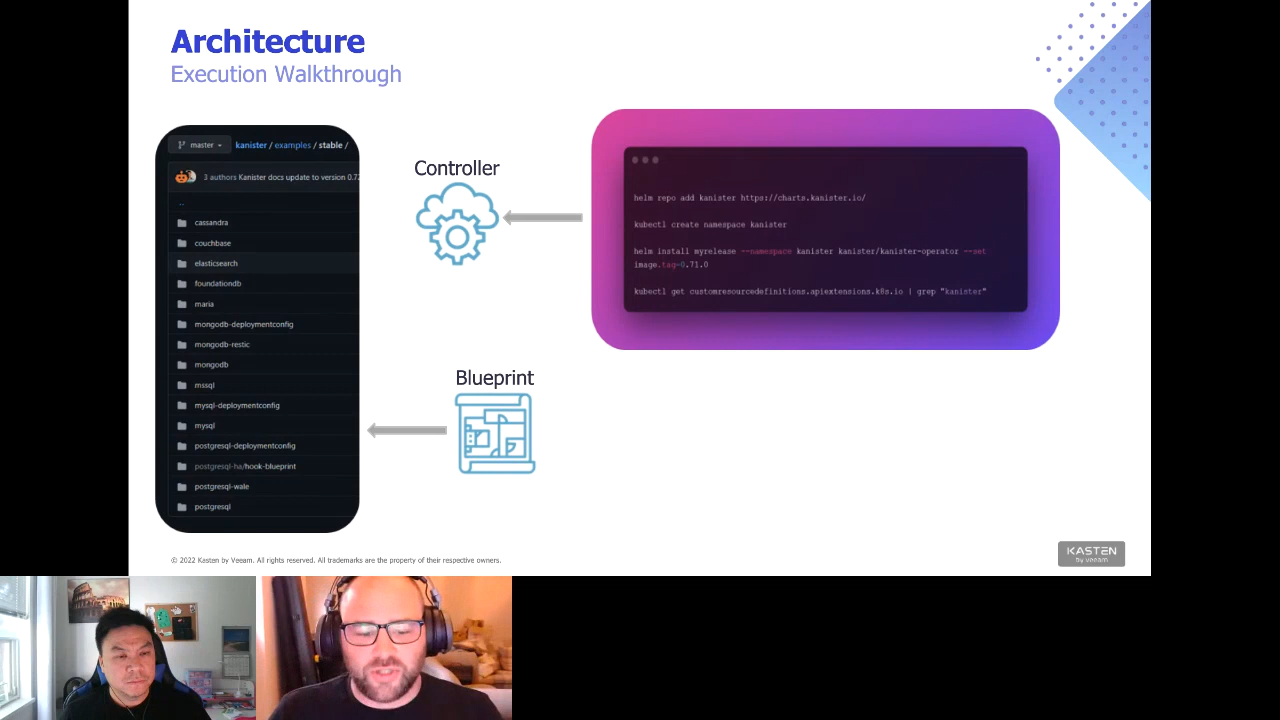 Architecture
Execution Walkthrough
master
kanister / examples / stable /
3 authors Kanister docs update to version 0.72
..
cassandra
couchbase
elasticsearch
foundationdb
maria
mongodb-deploymentconfig
mongodb-restic
mongodb
mssql
mysql-deploymentconfig
mysql
postgresql-deploymentconfig
postgresql-ha/hook-blueprint
postgresql-wale
postgresql
Controller
Blueprint
helm repo add kanister https://charts.kanister.io/
kubectl create namespace kanister
helm install myrelease --namespace kanister kanister/kanister-operator --set
image.tag=0.71.0
kubectl get customresourcedefinitions.apiextensions.k8s.io | grep "kanister"
© 2022 Kasten by Veeam. All rights reserved. All trademarks are the property of their respective owners.
KASTEN
by veeam